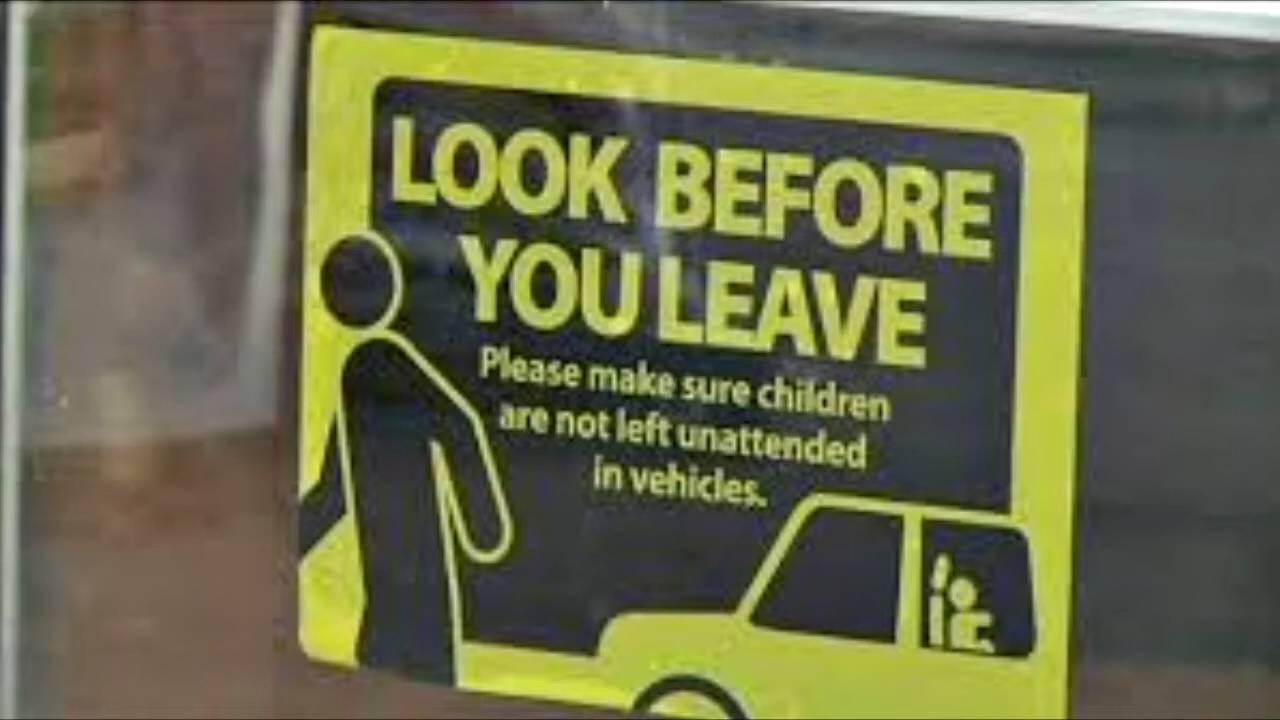 LOOK BEFORE
YOU LEAVE
Please make sure children
are not left unattended
in vehicles.